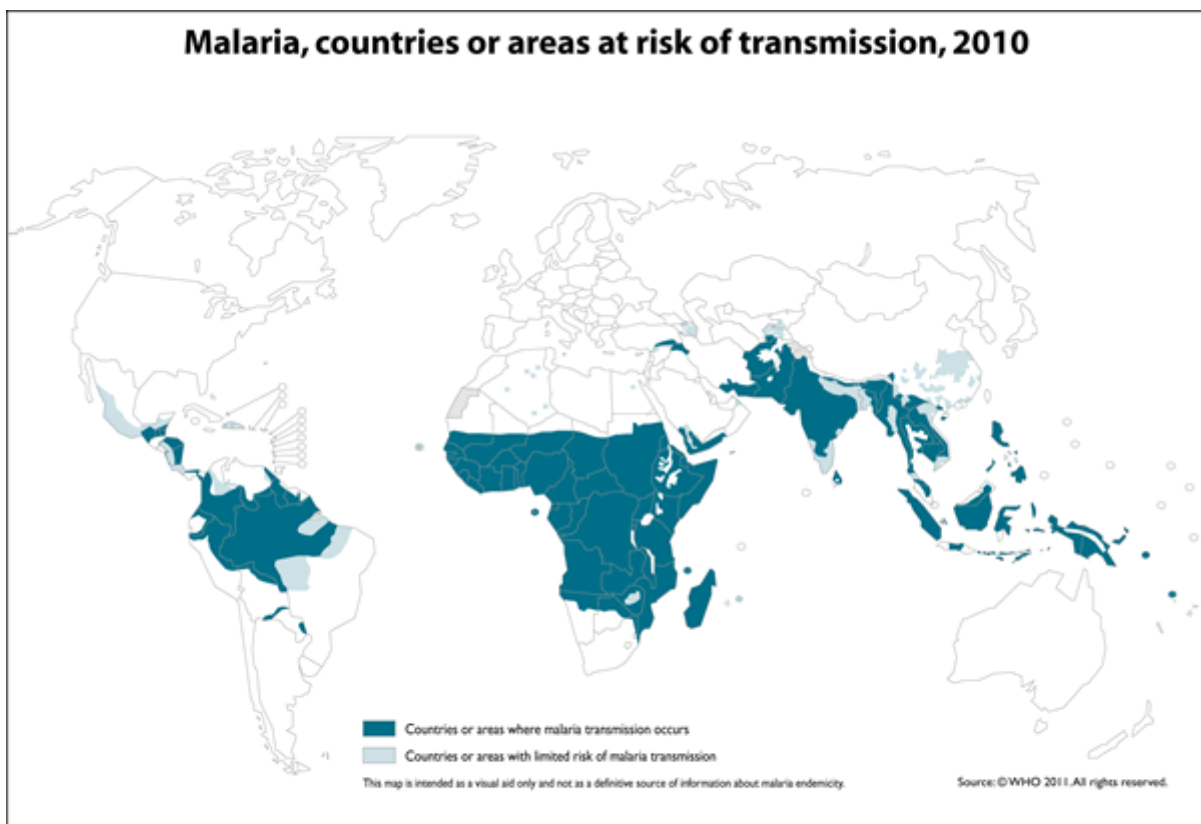 Malaria, countries or areas at risk of transmission, 2010
Countries or areas where malaria transmission occurs
Countries or areas with limited risk of malaria transmission
This map is intended as a visual aid only and not as a definitive source of information about malaria endemicity.
Source: © WHO 2011. All rights reserved.